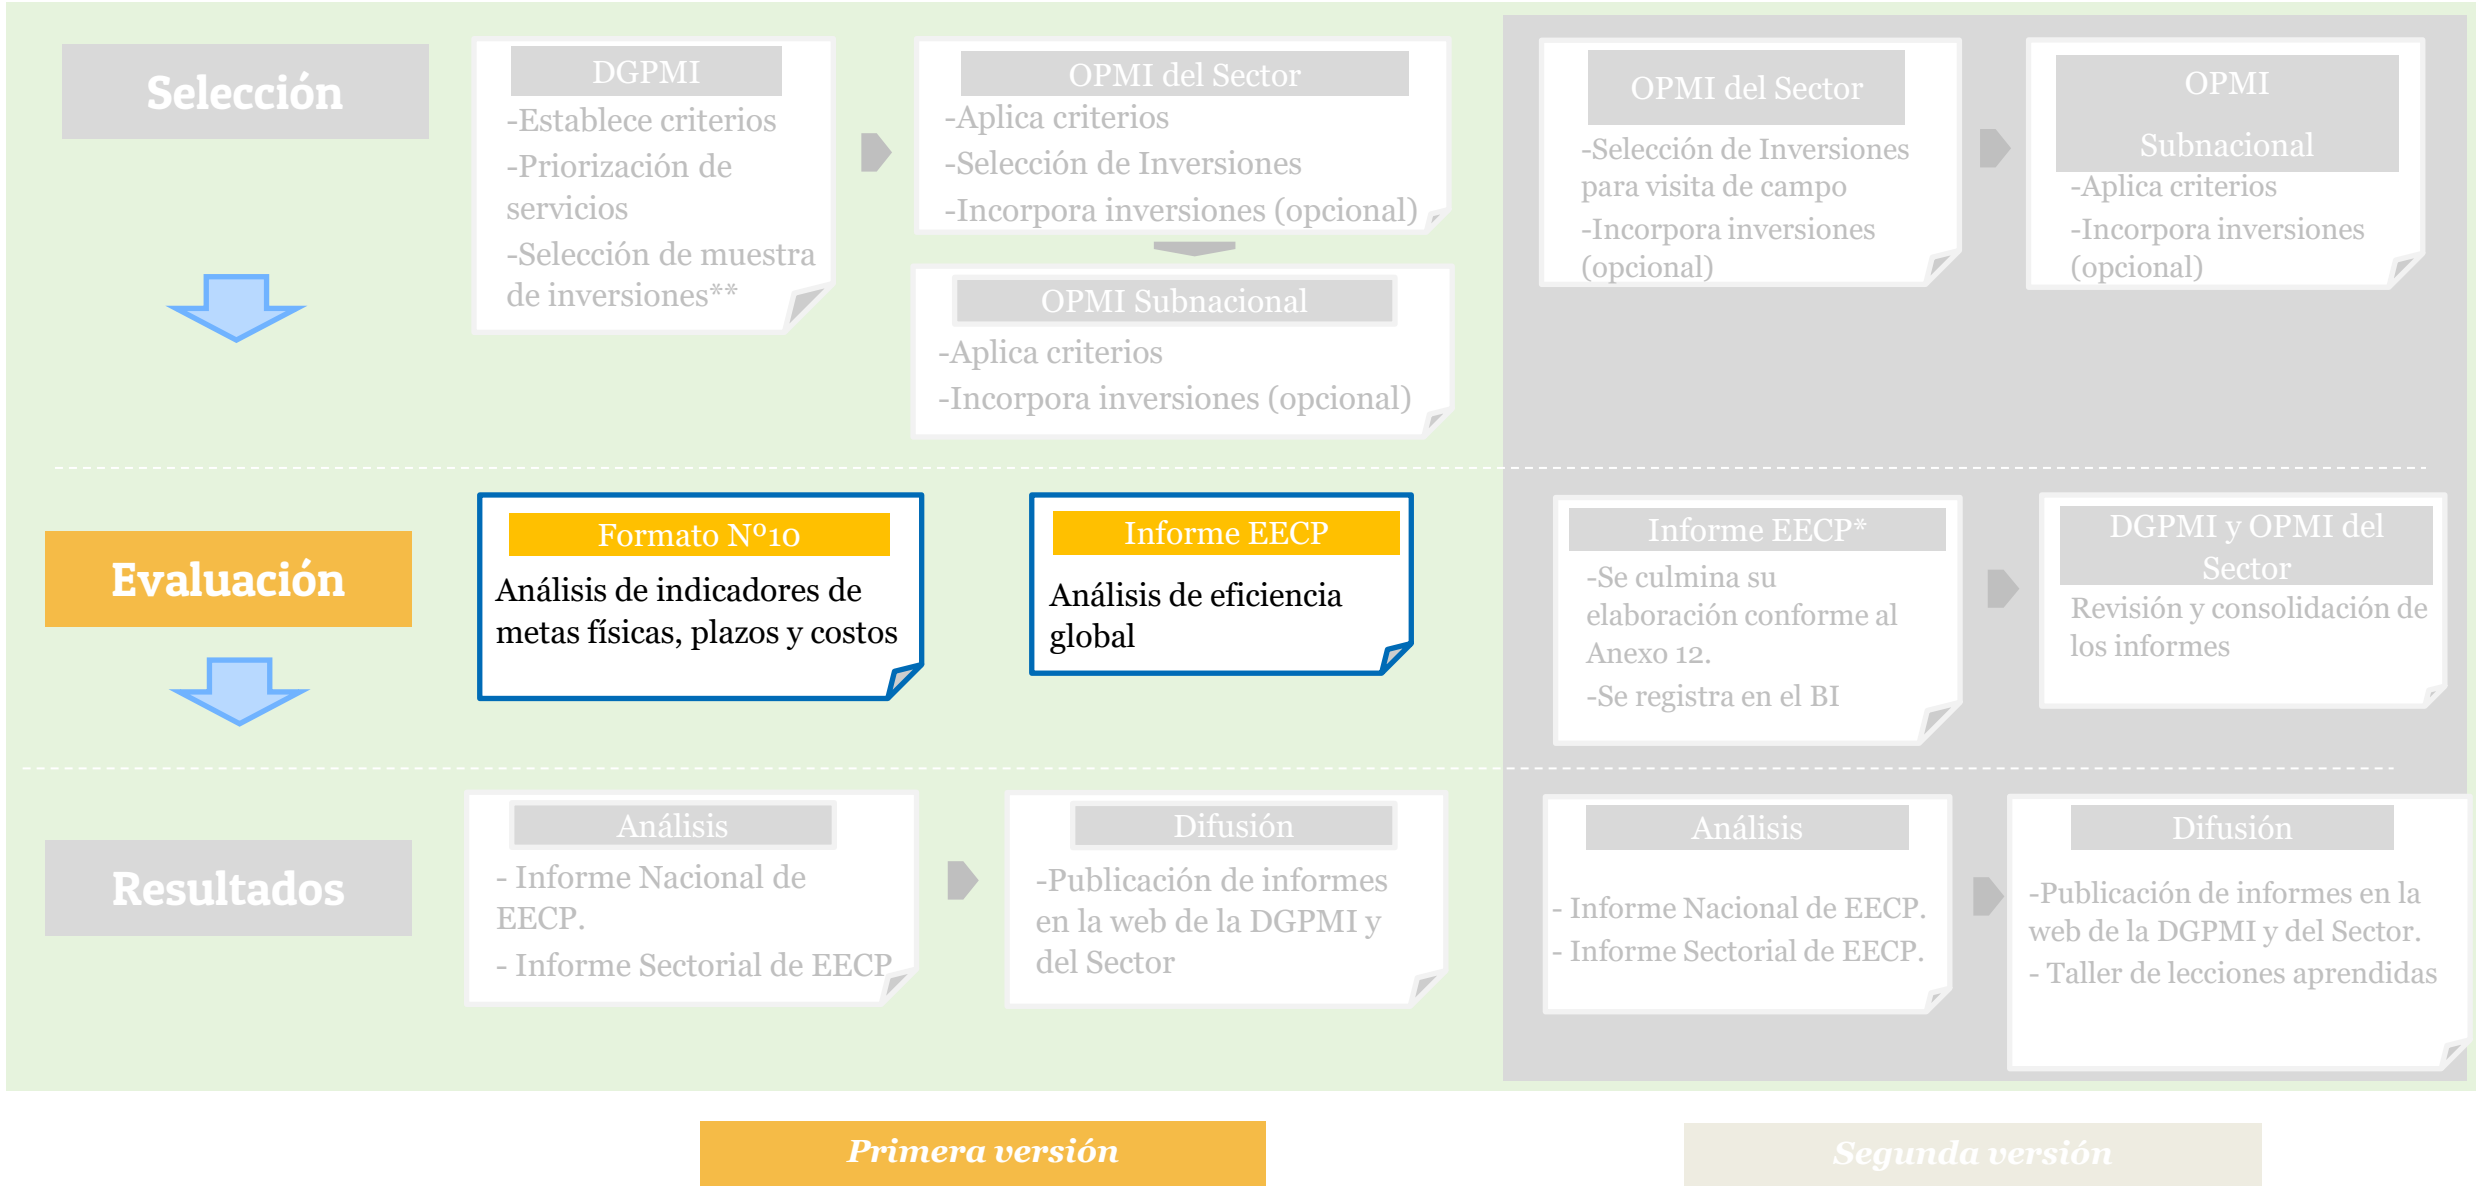 Selección
DGPMI
-Establece criterios
-Priorización de
servicios
-Selección de muestra
de inversiones**
OPMI del Sector
-Aplica criterios
-Selección de Inversiones
-Incorpora inversiones (opcional)
OPMI Subnacional
-Aplica criterios
-Incorpora inversiones (opcional)
OPMI del Sector
-Selección de Inversiones
para visita de campo
-Incorpora inversiones
(opcional)
OPMI
Subnacional
-Aplica criterios
-Incorpora inversiones
(opcional)
Evaluación
Formato Nº10
Análisis de indicadores de
metas físicas, plazos y costos
Informe EECP
Análisis de eficiencia
global
Informe EECP*
-Se culmina su
elaboración conforme al
Anexo 12.
-Se registra en el BI
DGPMI y OPMI del
Sector
Revisión y consolidación de
los informes
Resultados
Análisis
- Informe Nacional de
EECP.
- Informe Sectorial de EECP
Difusión
-Publicación de informes
en la web de la DGPMI y
del Sector
Análisis
- Informe Nacional de EECP.
- Informe Sectorial de EECP.
Difusión
-Publicación de informes en la
web de la DGPMI y del Sector.
- Taller de lecciones aprendidas
Primera versión
Segunda versión